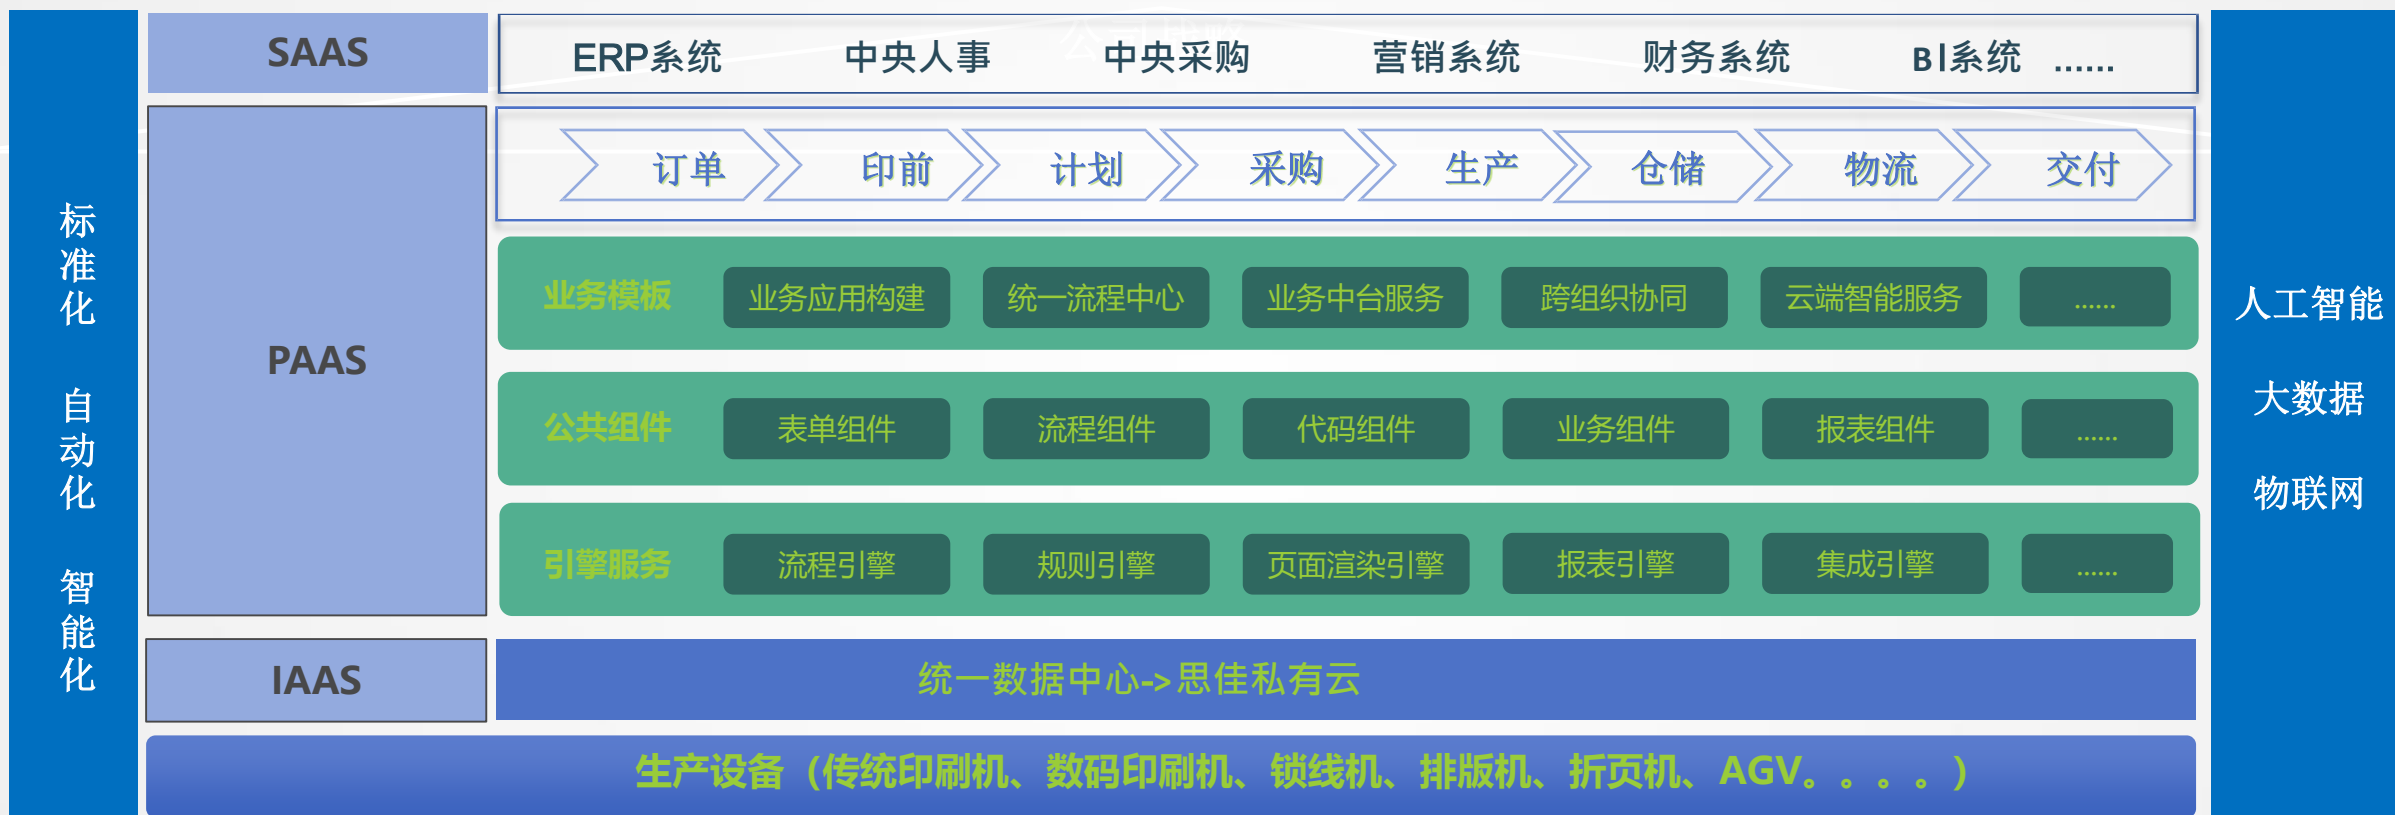 SAAS
ERP系统 中央人事 中央采购 营销系统 财务系统 BI系统 ......
标准化
自动化
智能化
PAAS
订单 印前 计划 采购 生产 仓储 物流 交付
业务模板 业务应用构建 统一流程中心 业务中台服务 跨组织协同 云端智能服务 ......
公共组件 表单组件 流程组件 代码组件 业务组件 报表组件 ......
引擎服务 流程引擎 规则引擎 页面渲染引擎 报表引擎 集成引擎 ......
IAAS
统一数据中心->思佳私有云
生产设备（传统印刷机、数码印刷机、锁线机、排版机、折页机、AGV。。。。）
人工智能
大数据
物联网